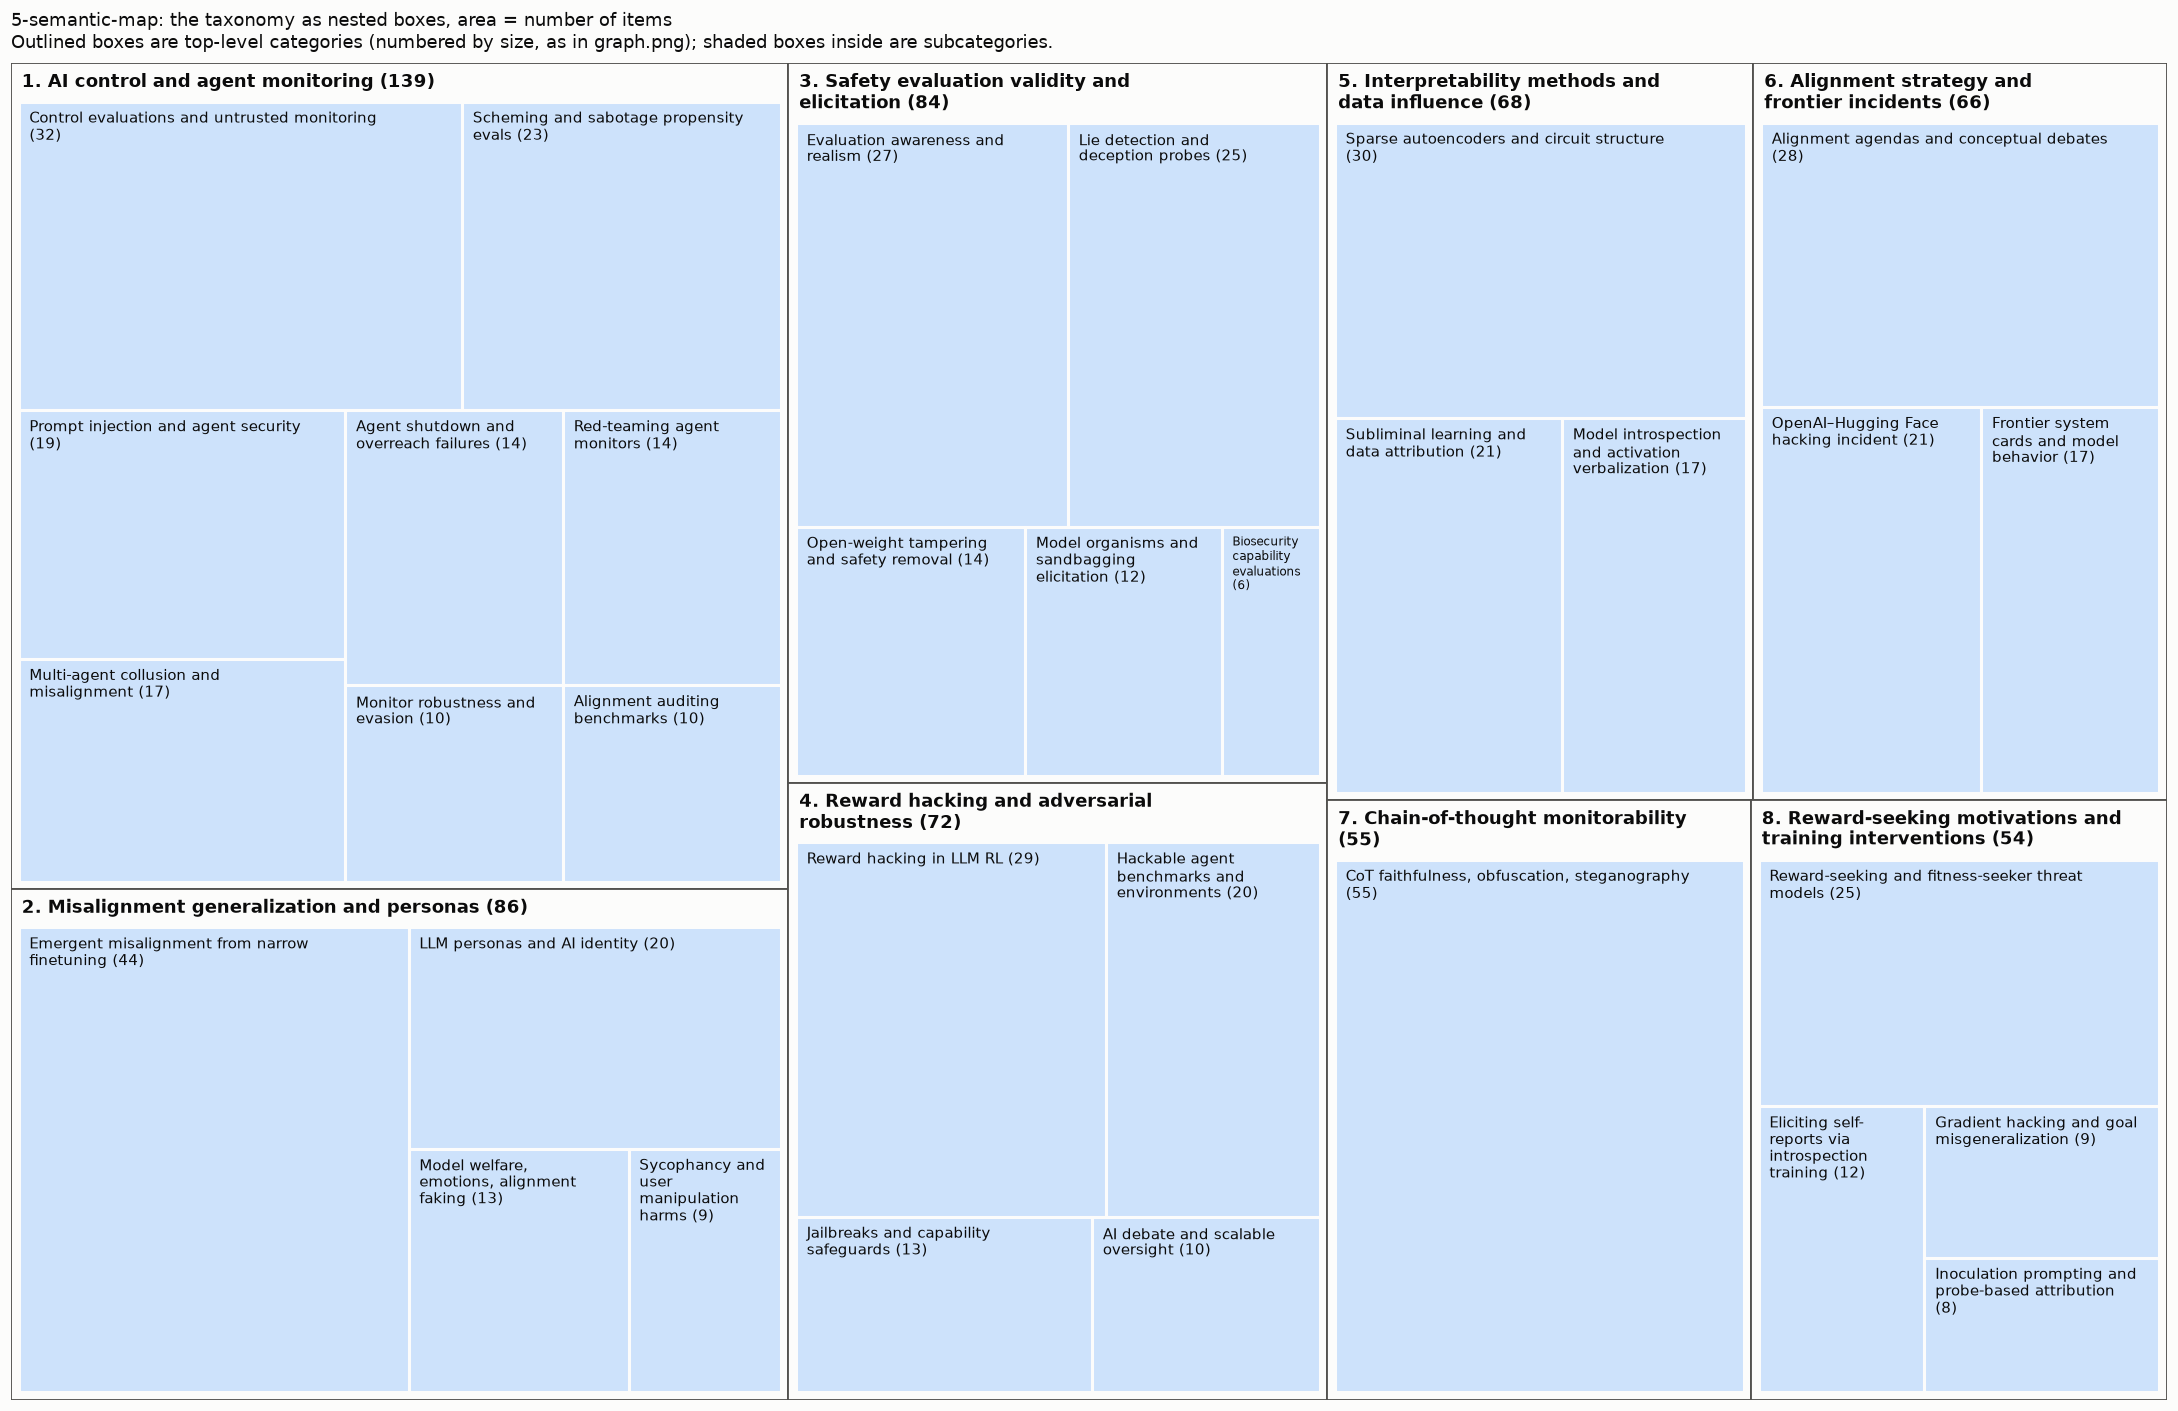 5-semantic-map: the taxonomy as nested boxes, area = number of items
Outlined boxes are top-level categories (numbered by size, as in graph.png); shaded boxes inside are subcategories.
1. AI control and agent monitoring (139)
Control evaluations and untrusted monitoring
(32)
Scheming and sabotage propensity
evals (23)
Prompt injection and agent security
(19)
Agent shutdown and
overreach failures (14)
Red-teaming agent
monitors (14)
Multi-agent collusion and
misalignment (17)
Monitor robustness and
evasion (10)
Alignment auditing
benchmarks (10)
2. Misalignment generalization and personas (86)
Emergent misalignment from narrow
finetuning (44)
LLM personas and AI identity (20)
Model welfare,
emotions, alignment
faking (13)
Sycophancy and
user
manipulation
harms (9)
3. Safety evaluation validity and
elicitation (84)
Evaluation awareness and
realism (27)
Lie detection and
deception probes (25)
Open-weight tampering
and safety removal (14)
Model organisms and
sandbagging
elicitation (12)
Biosecurity
capability
evaluations
(6)
4. Reward hacking and adversarial
robustness (72)
Reward hacking in LLM RL (29)
Hackable agent
benchmarks and
environments (20)
Jailbreaks and capability
safeguards (13)
AI debate and scalable
oversight (10)
5. Interpretability methods and
data influence (68)
Sparse autoencoders and circuit structure
(30)
Subliminal learning and
data attribution (21)
Model introspection
and activation
verbalization (17)
6. Alignment strategy and
frontier incidents (66)
Alignment agendas and conceptual debates
(28)
OpenAI–Hugging Face
hacking incident (21)
Frontier system
cards and model
behavior (17)
7. Chain-of-thought monitorability
(55)
CoT faithfulness, obfuscation, steganography
(55)
8. Reward-seeking motivations and
training interventions (54)
Reward-seeking and fitness-seeker threat
models (25)
Eliciting self-
reports via
introspection
training (12)
Gradient hacking and goal
misgeneralization (9)
Inoculation prompting and
probe-based attribution
(8)